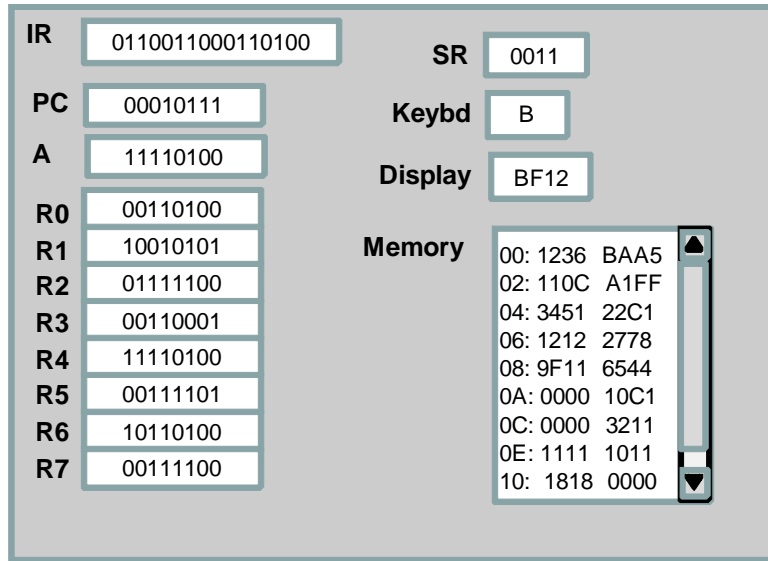 IR 0110011000110100
SR 0011
PC 00010111
Keybd B
A 11110100
Display BF12
R0 00110100
R1 10010101
R2 01111100
R3 00110001
R4 11110100
R5 00111101
R6 10110100
R7 00111100
Memory
00: 1236 BAA5
02: 110C A1FF
04: 3451 22C1
06: 1212 2778
08: 9F11 6544
0A: 0000 10C1
0C: 0000 3211
0E: 1111 1011
10: 1818 0000